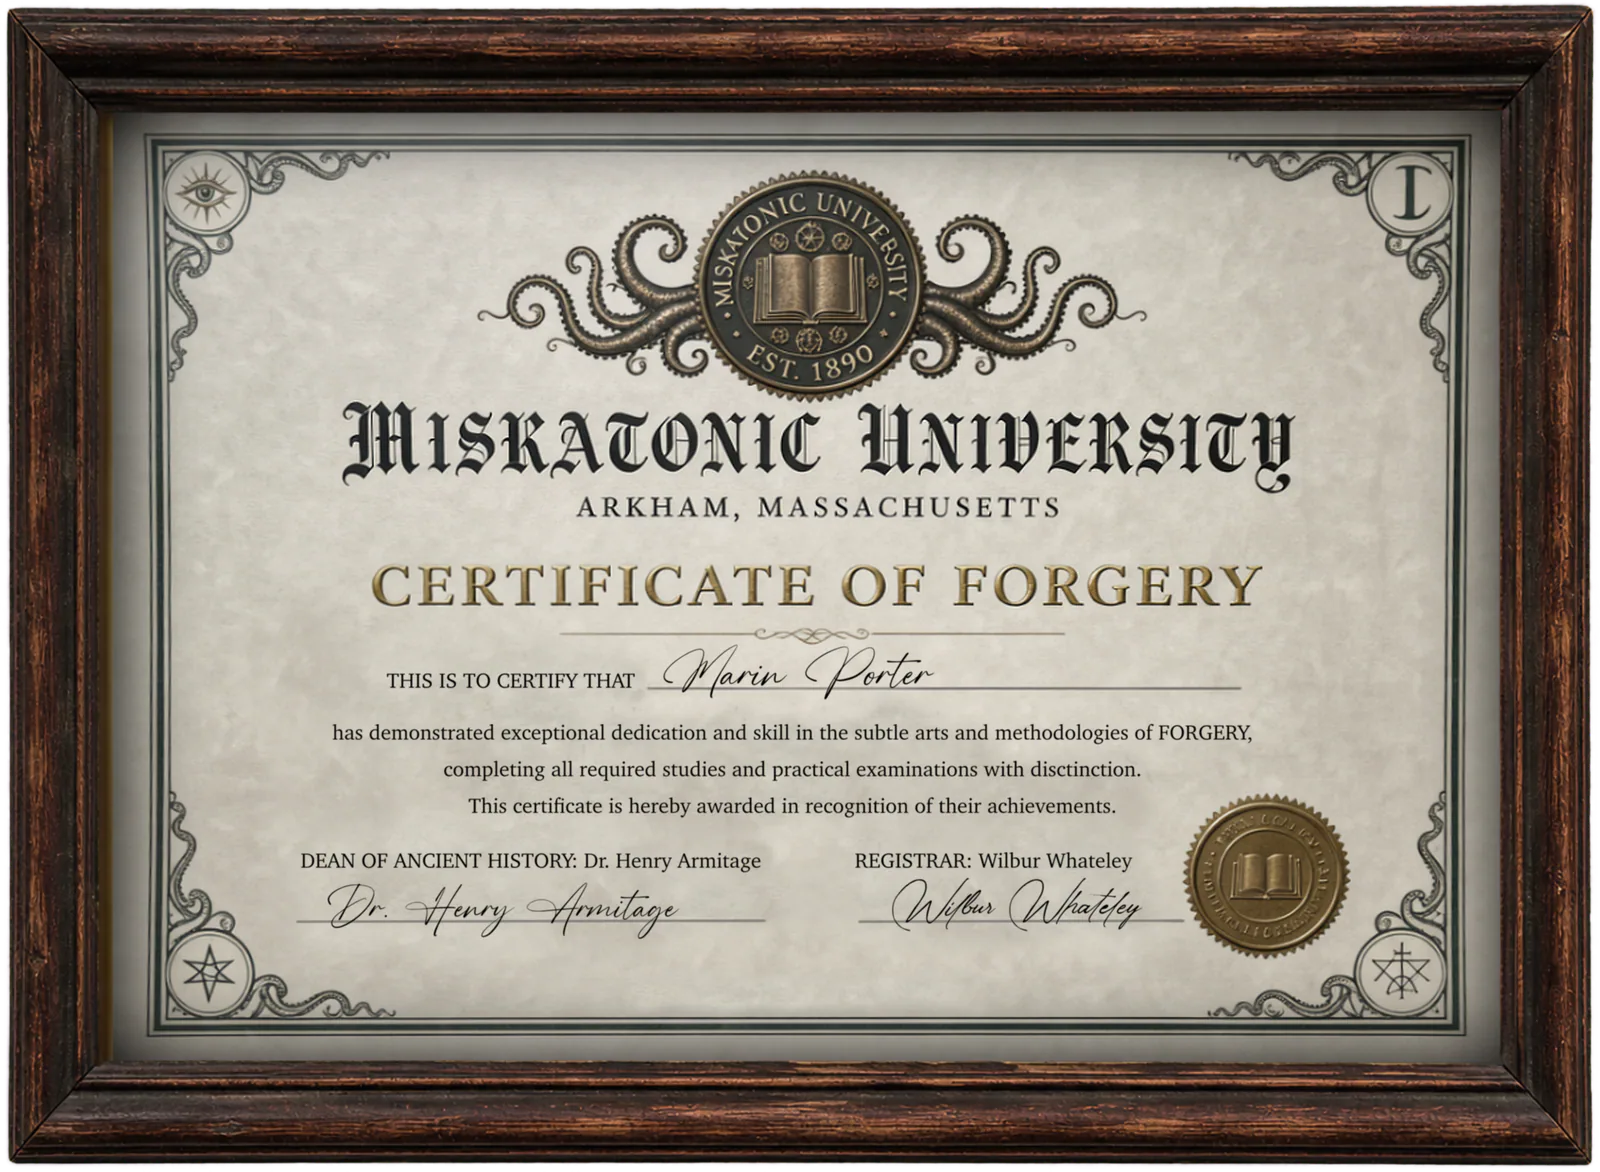 MISKATONIC UNIVERSITY
EST. 1890
MISKATONIC UNIVERSITY
ARKHAM, MASSACHUSETTS
CERTIFICATE OF FORGERY
THIS IS TO CERTIFY THAT Marin Porter
has demonstrated exceptional dedication and skill in the subtle arts and methodologies of FORGERY,
completing all required studies and practical examinations with disctinction.
This certificate is hereby awarded in recognition of their achievements.
DEAN OF ANCIENT HISTORY: Dr. Henry Armitage REGISTRAR: Wilbur Whateley
Dr. Henry Armitage Wilbur Whateley